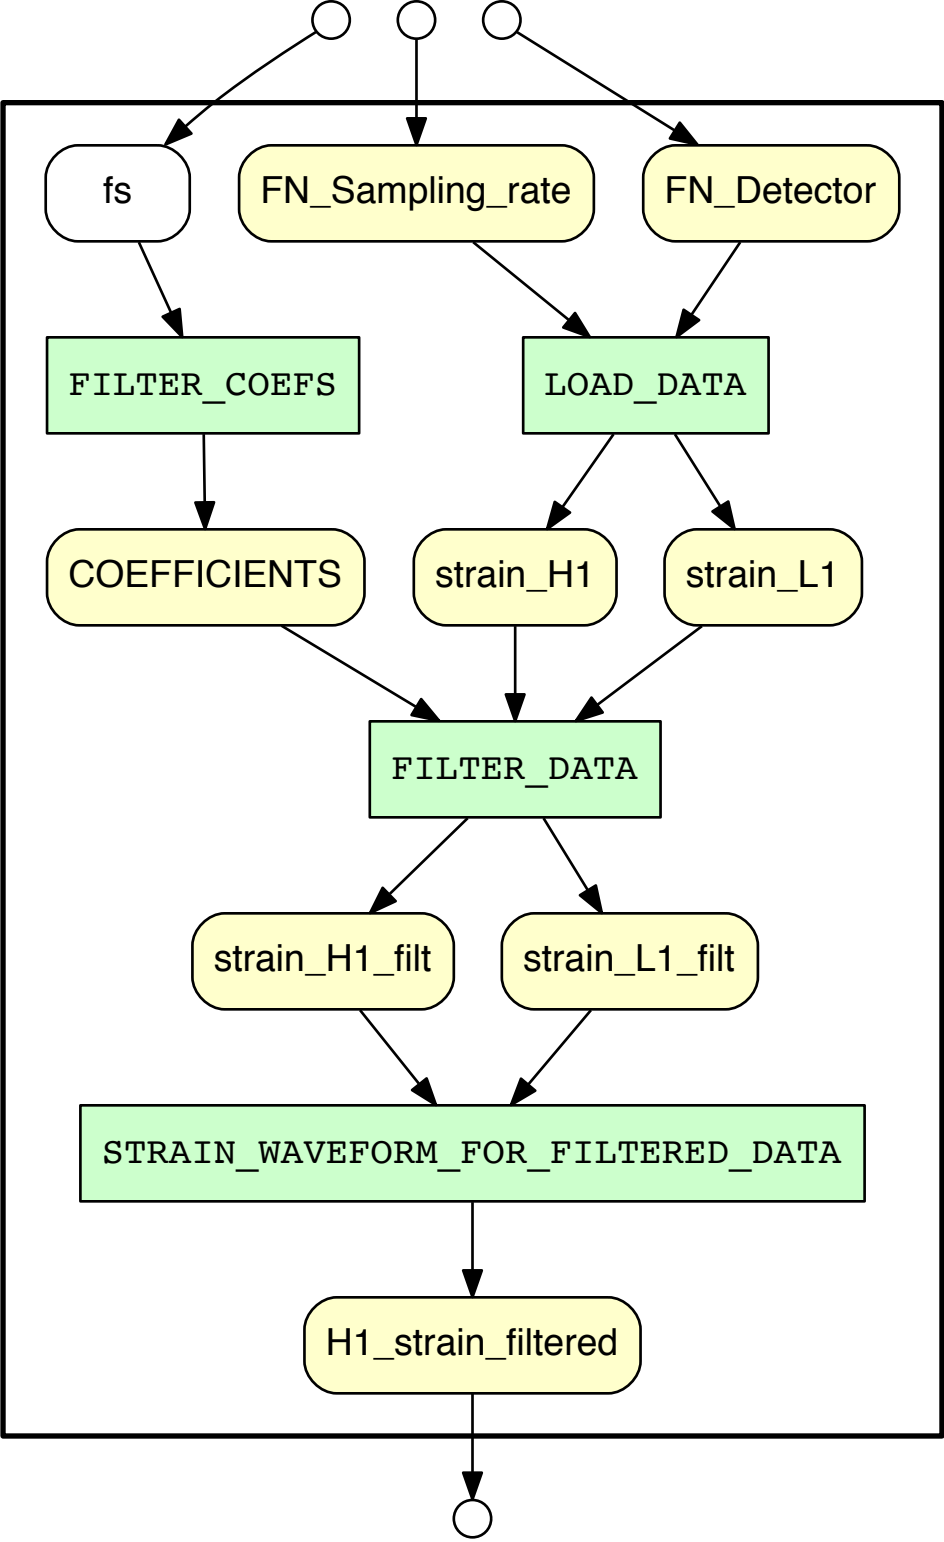 fs
FN_Sampling_rate
FN_Detector
FILTER_COEFS
LOAD_DATA
COEFFICIENTS
strain_H1
strain_L1
FILTER_DATA
strain_H1_filt
strain_L1_filt
STRAIN_WAVEFORM_FOR_FILTERED_DATA
H1_strain_filtered